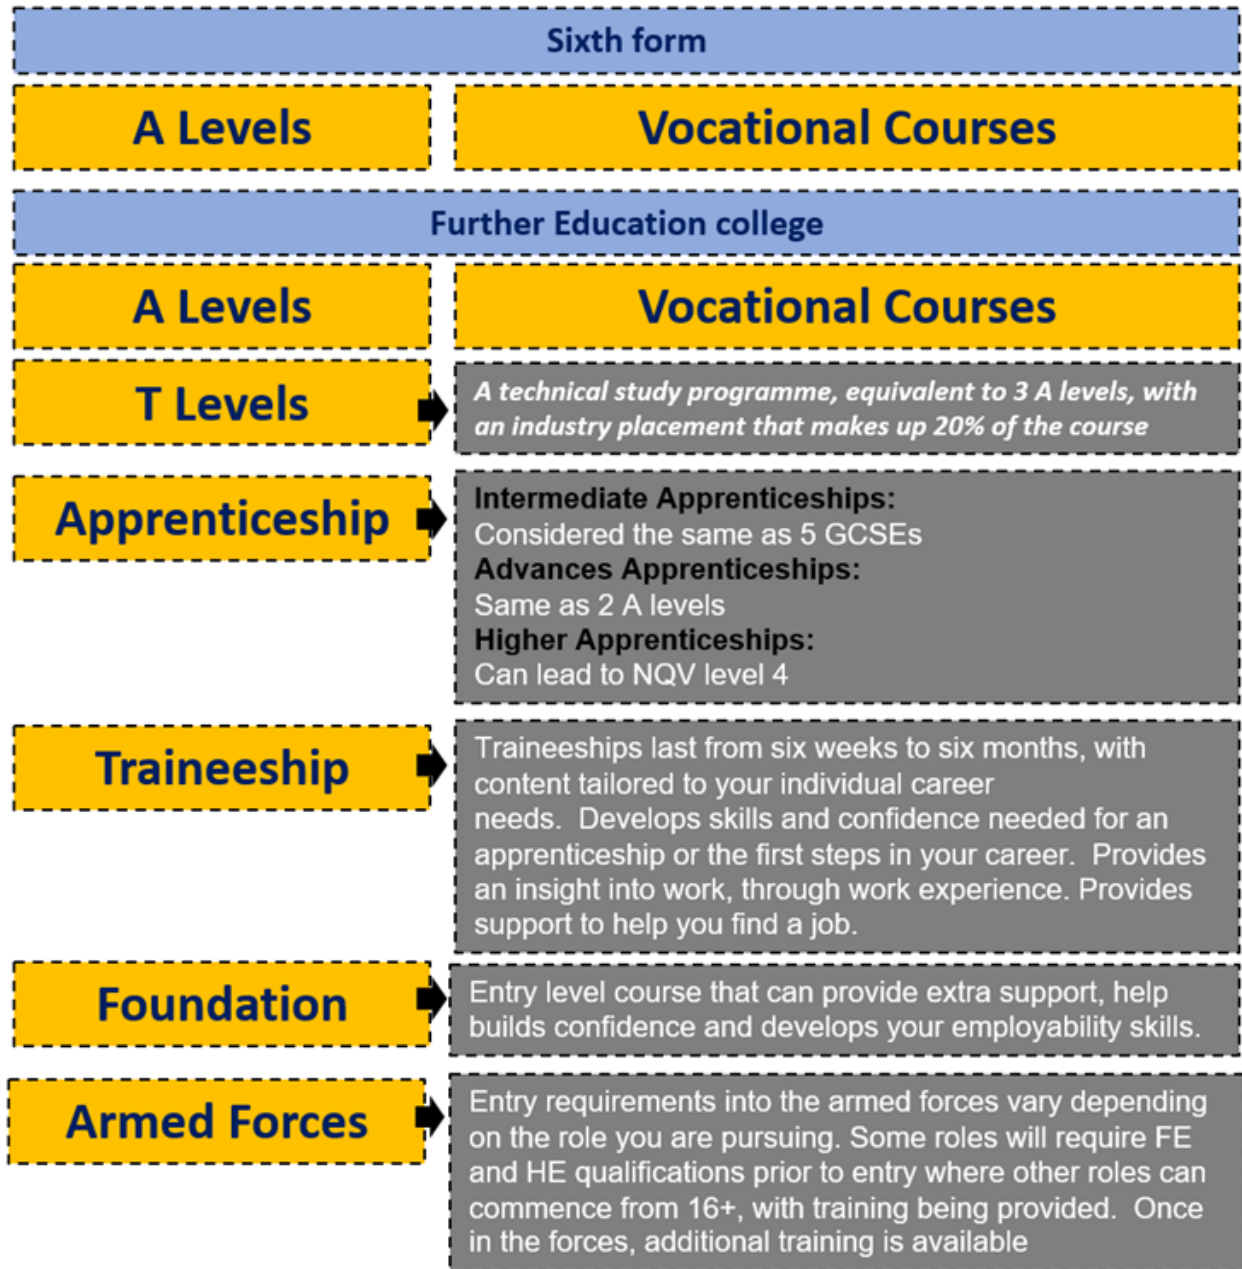 Sixth form
A Levels
Vocational Courses
Further Education college
A Levels
Vocational Courses
T Levels
A technical study programme, equivalent to 3 A levels, with
an industry placement that makes up 20% of the course
Apprenticeship
Intermediate Apprenticeships:
Considered the same as 5 GCSEs
Advances Apprenticeships:
Same as 2 A levels
Higher Apprenticeships:
Can lead to NQV level 4
Traineeship
Traineeships last from six weeks to six months, with
content tailored to your individual career
needs.  Develops skills and confidence needed for an
apprenticeship or the first steps in your career.  Provides
an insight into work, through work experience. Provides
support to help you find a job.
Foundation
Entry level course that can provide extra support, help
builds confidence and develops your employability skills.
Armed Forces
Entry requirements into the armed forces vary depending
on the role you are pursuing. Some roles will require FE
and HE qualifications prior to entry where other roles can
commence from 16+, with training being provided.  Once
in the forces, additional training is available